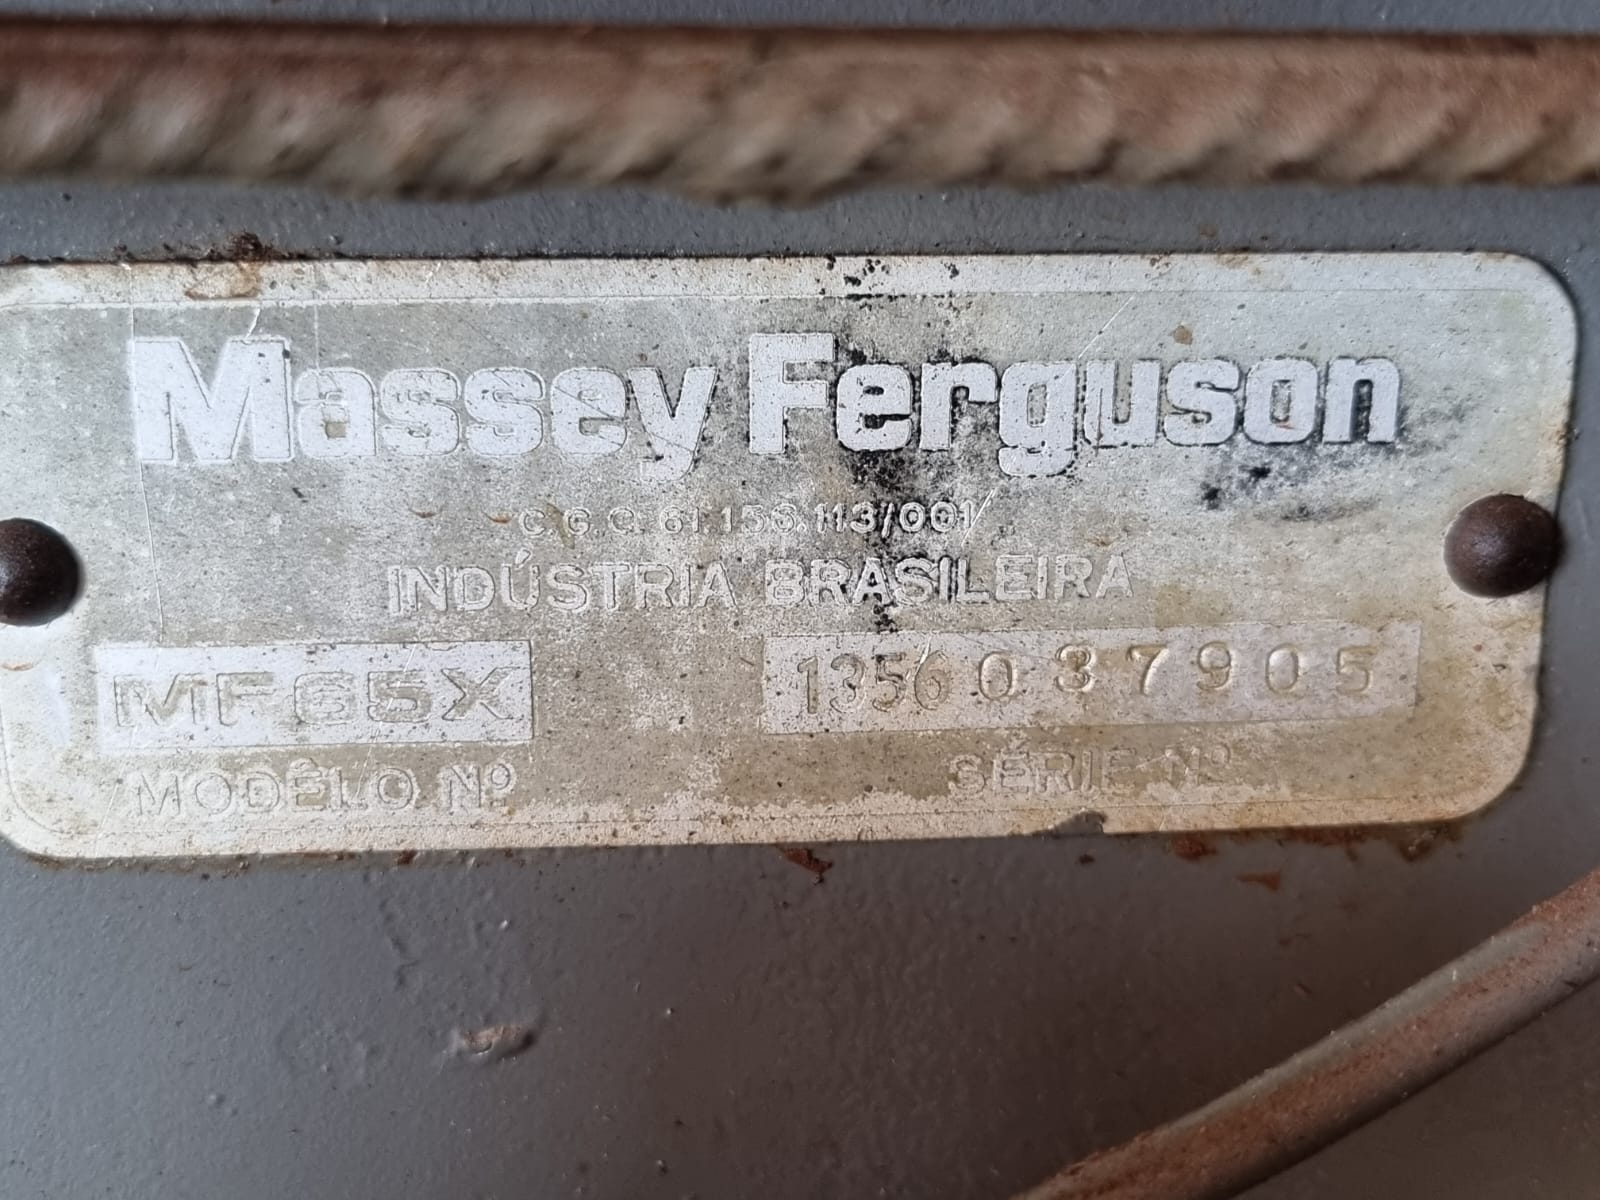 Massey Ferguson
C.G.C. 61.156.113/001
INDÚSTRIA BRASILEIRA
MF65X 1356037905
MODÊLO Nº SÉRIE Nº